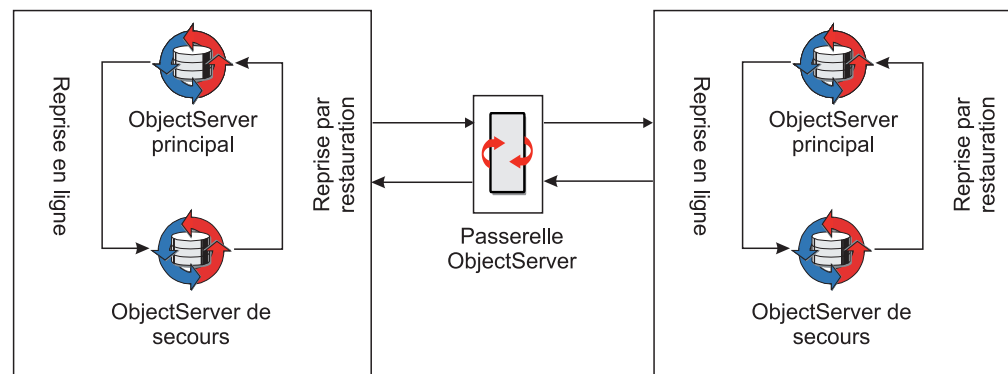 Reprise en ligne
ObjectServer
principal
Reprise par
restauration
ObjectServer de
secours
Passerelle
ObjectServer
Reprise en ligne
ObjectServer
principal
Reprise par
restauration
ObjectServer de
secours